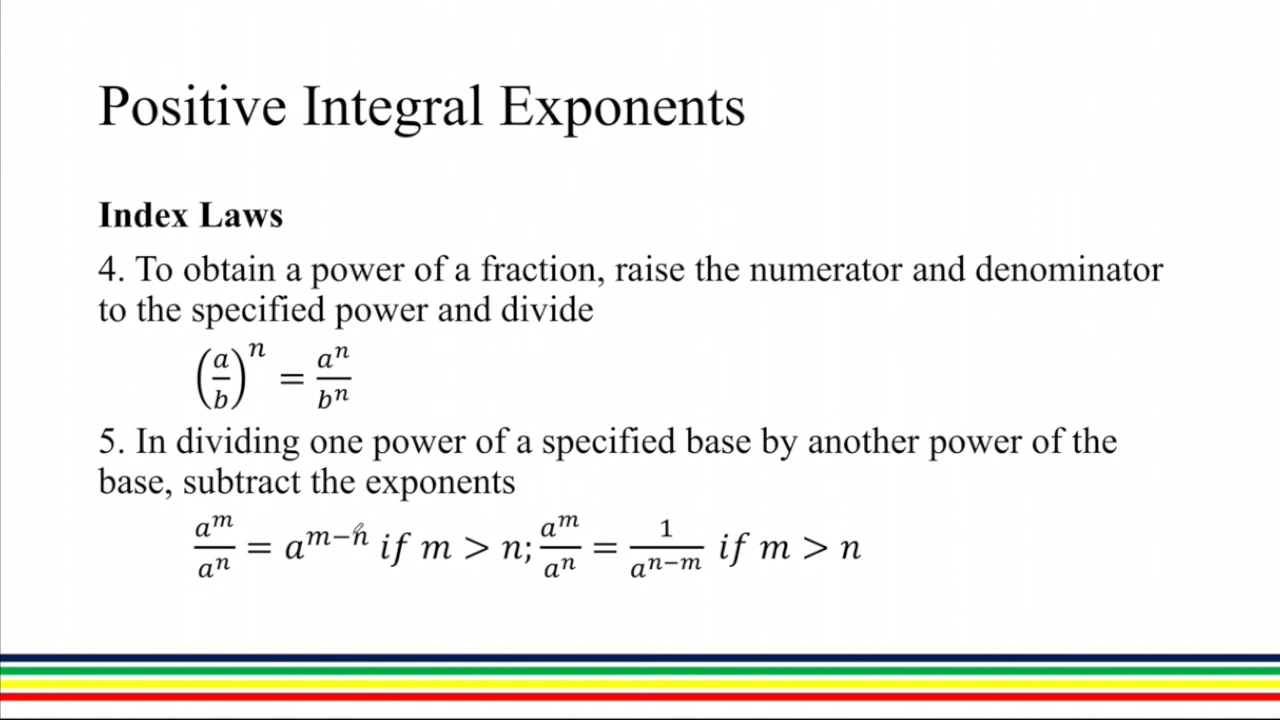 Positive Integral Exponents
Index Laws
4. To obtain a power of a fraction, raise the numerator and denominator
to the specified power and divide
(a/b)^n = a^n/b^n
5. In dividing one power of a specified base by another power of the
base, subtract the exponents
a^m/a^n = a^(m−n) if m > n; a^m/a^n = 1/a^(n−m) if m > n